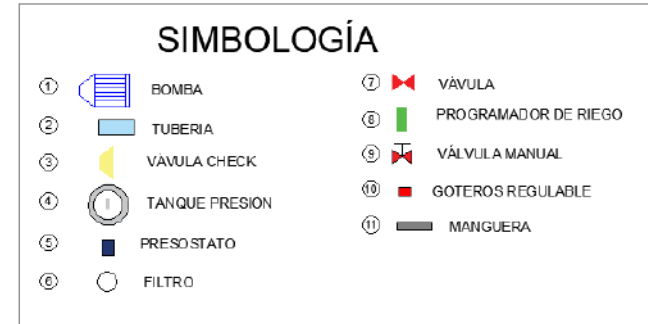 SIMBOLOGÍA
1 BOMBA
2 TUBERIA
3 VÁVULA CHECK
4 TANQUE PRESION
5 PRESOSTATO
6 FILTRO
7 VÁVULA
8 PROGRAMADOR DE RIEGO
9 VÁLVULA MANUAL
10 GOTEROS REGULABLE
11 MANGUERA